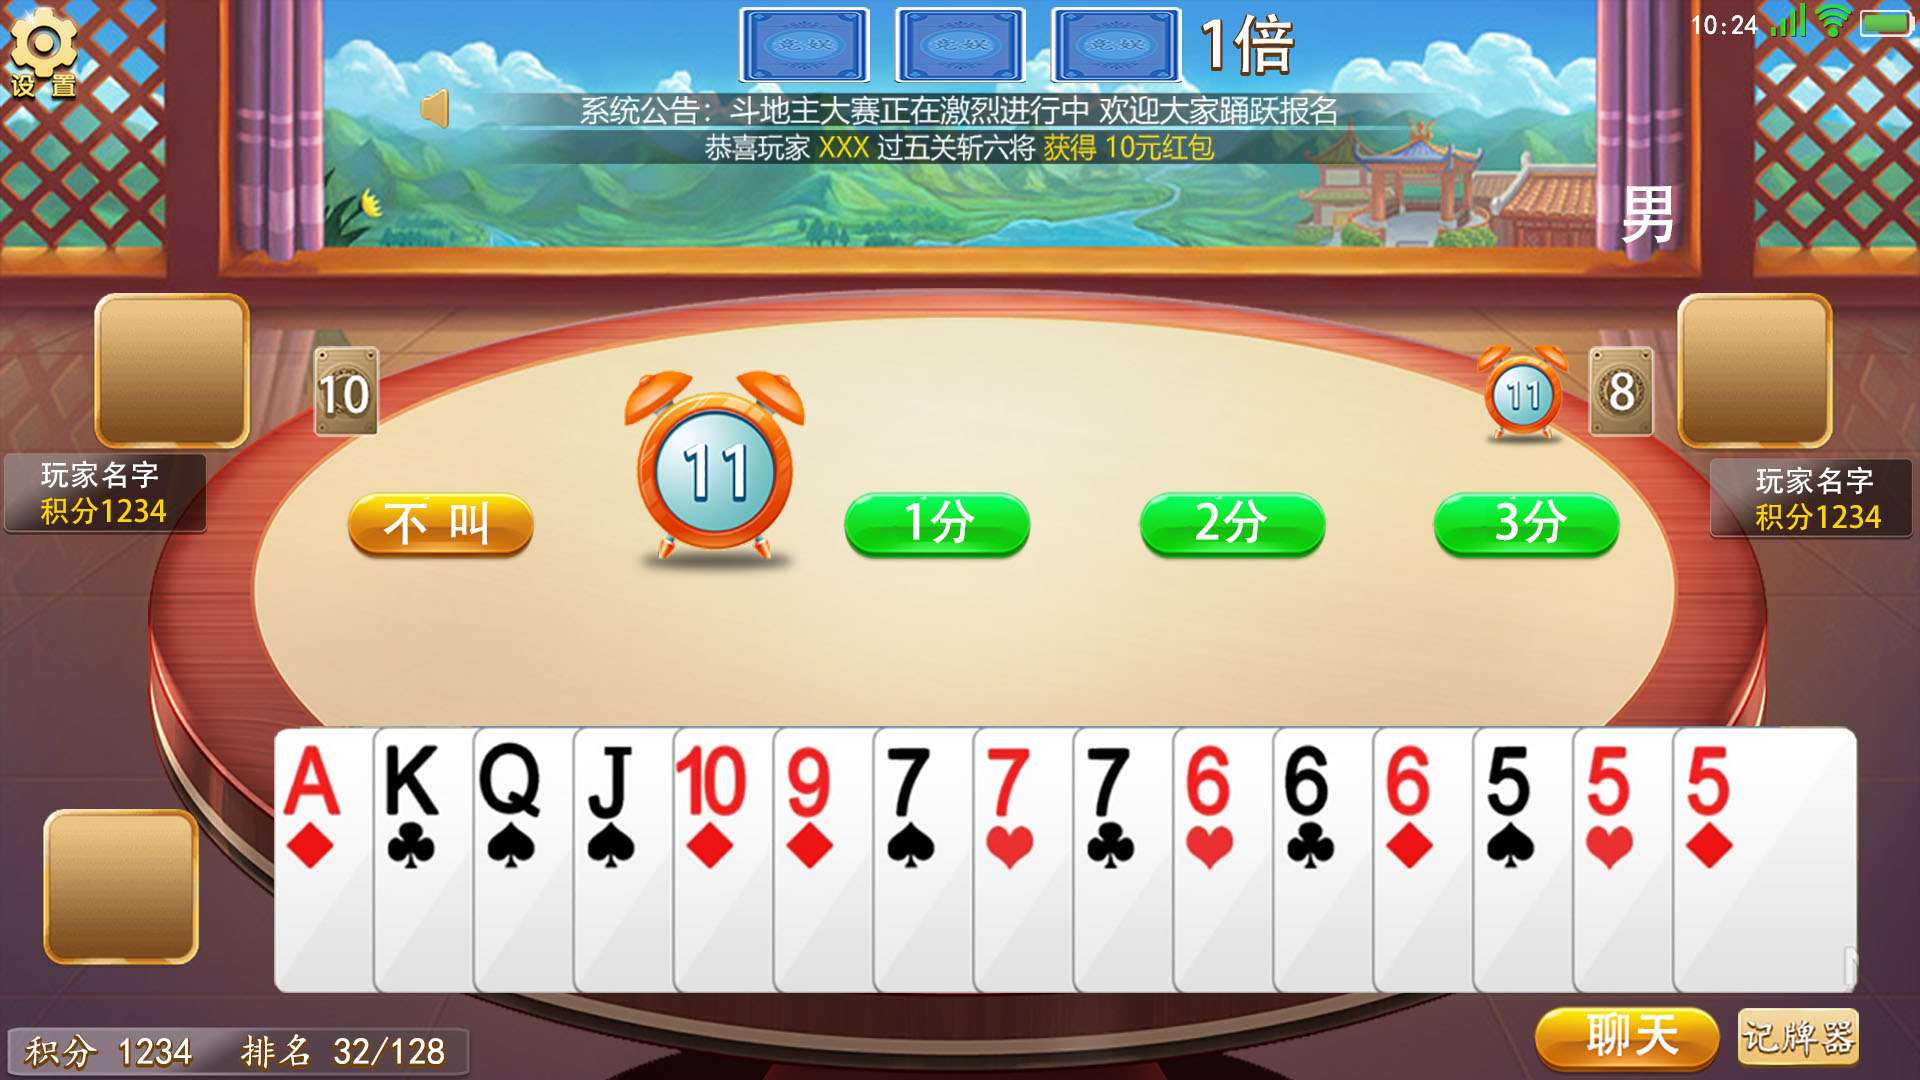 10:24
1倍
设 置
系统公告：斗地主大赛正在激烈进行中 欢迎大家踊跃报名
恭喜玩家 XXX 过五关斩六将 获得 10元红包
男
10
11
8
11
玩家名字
积分1234
玩家名字
积分1234
不 叫
1分
2分
3分
A K Q J 10 9 7 7 7 6 6 6 5 5 5
聊天
记牌器
积分 1234 排名 32/128